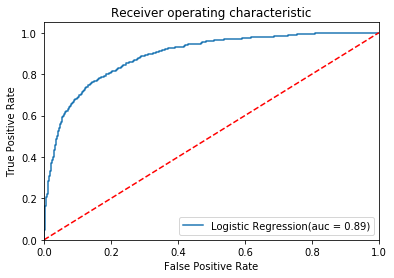 Receiver operating characteristic
True Positive Rate
1.0
0.8
0.6
0.4
0.2
0.0
Logistic Regression(auc = 0.89)
0.0 0.2 0.4 0.6 0.8 1.0
False Positive Rate